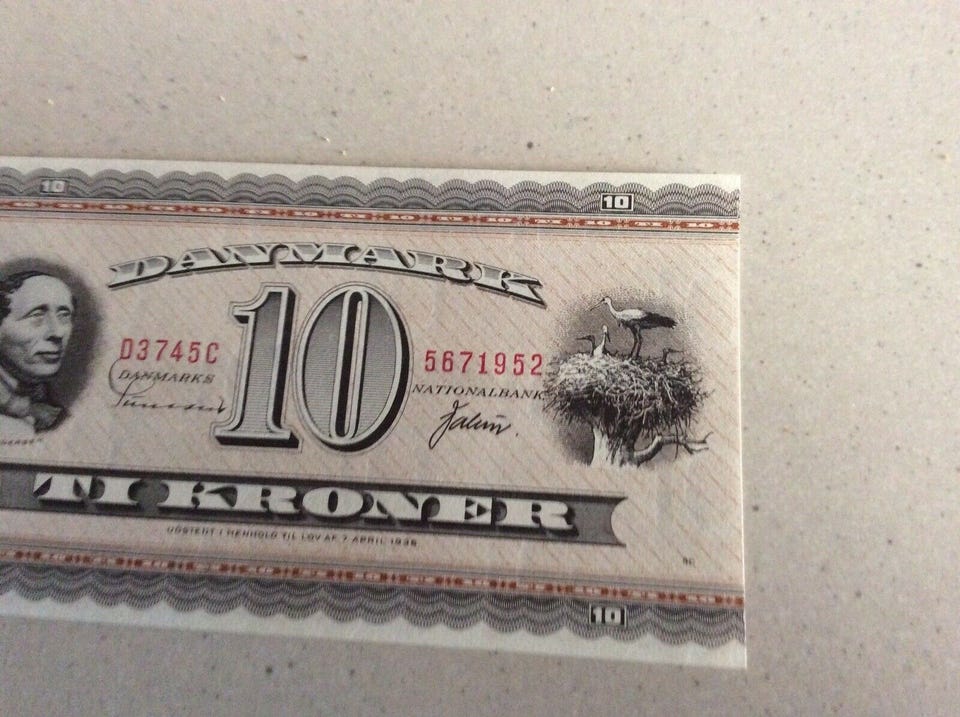 10 10
DANMARK
10
D3745C 5671952
DANMARKS NATIONALBANK
TI KRONER
UDSTEDT I HENHOLD TIL LOV AF 7 APRIL 1936
10